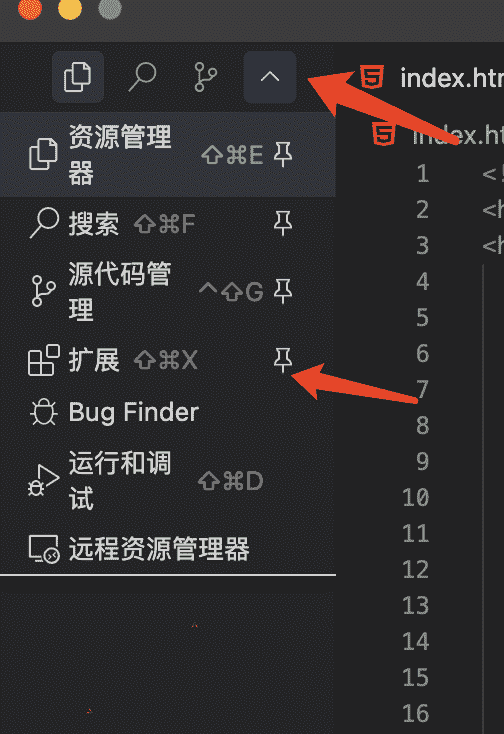 index.htm
index.ht
资源管理
器
⇧⌘E
搜索 ⇧⌘F
源代码管
理
⌃⇧G
扩展 ⇧⌘X
Bug Finder
运行和调
试
⇧⌘D
远程资源管理器
1 <!
2 <h
3 <h
4
5
6
7
8
9
10
11
12
13
14
15
16